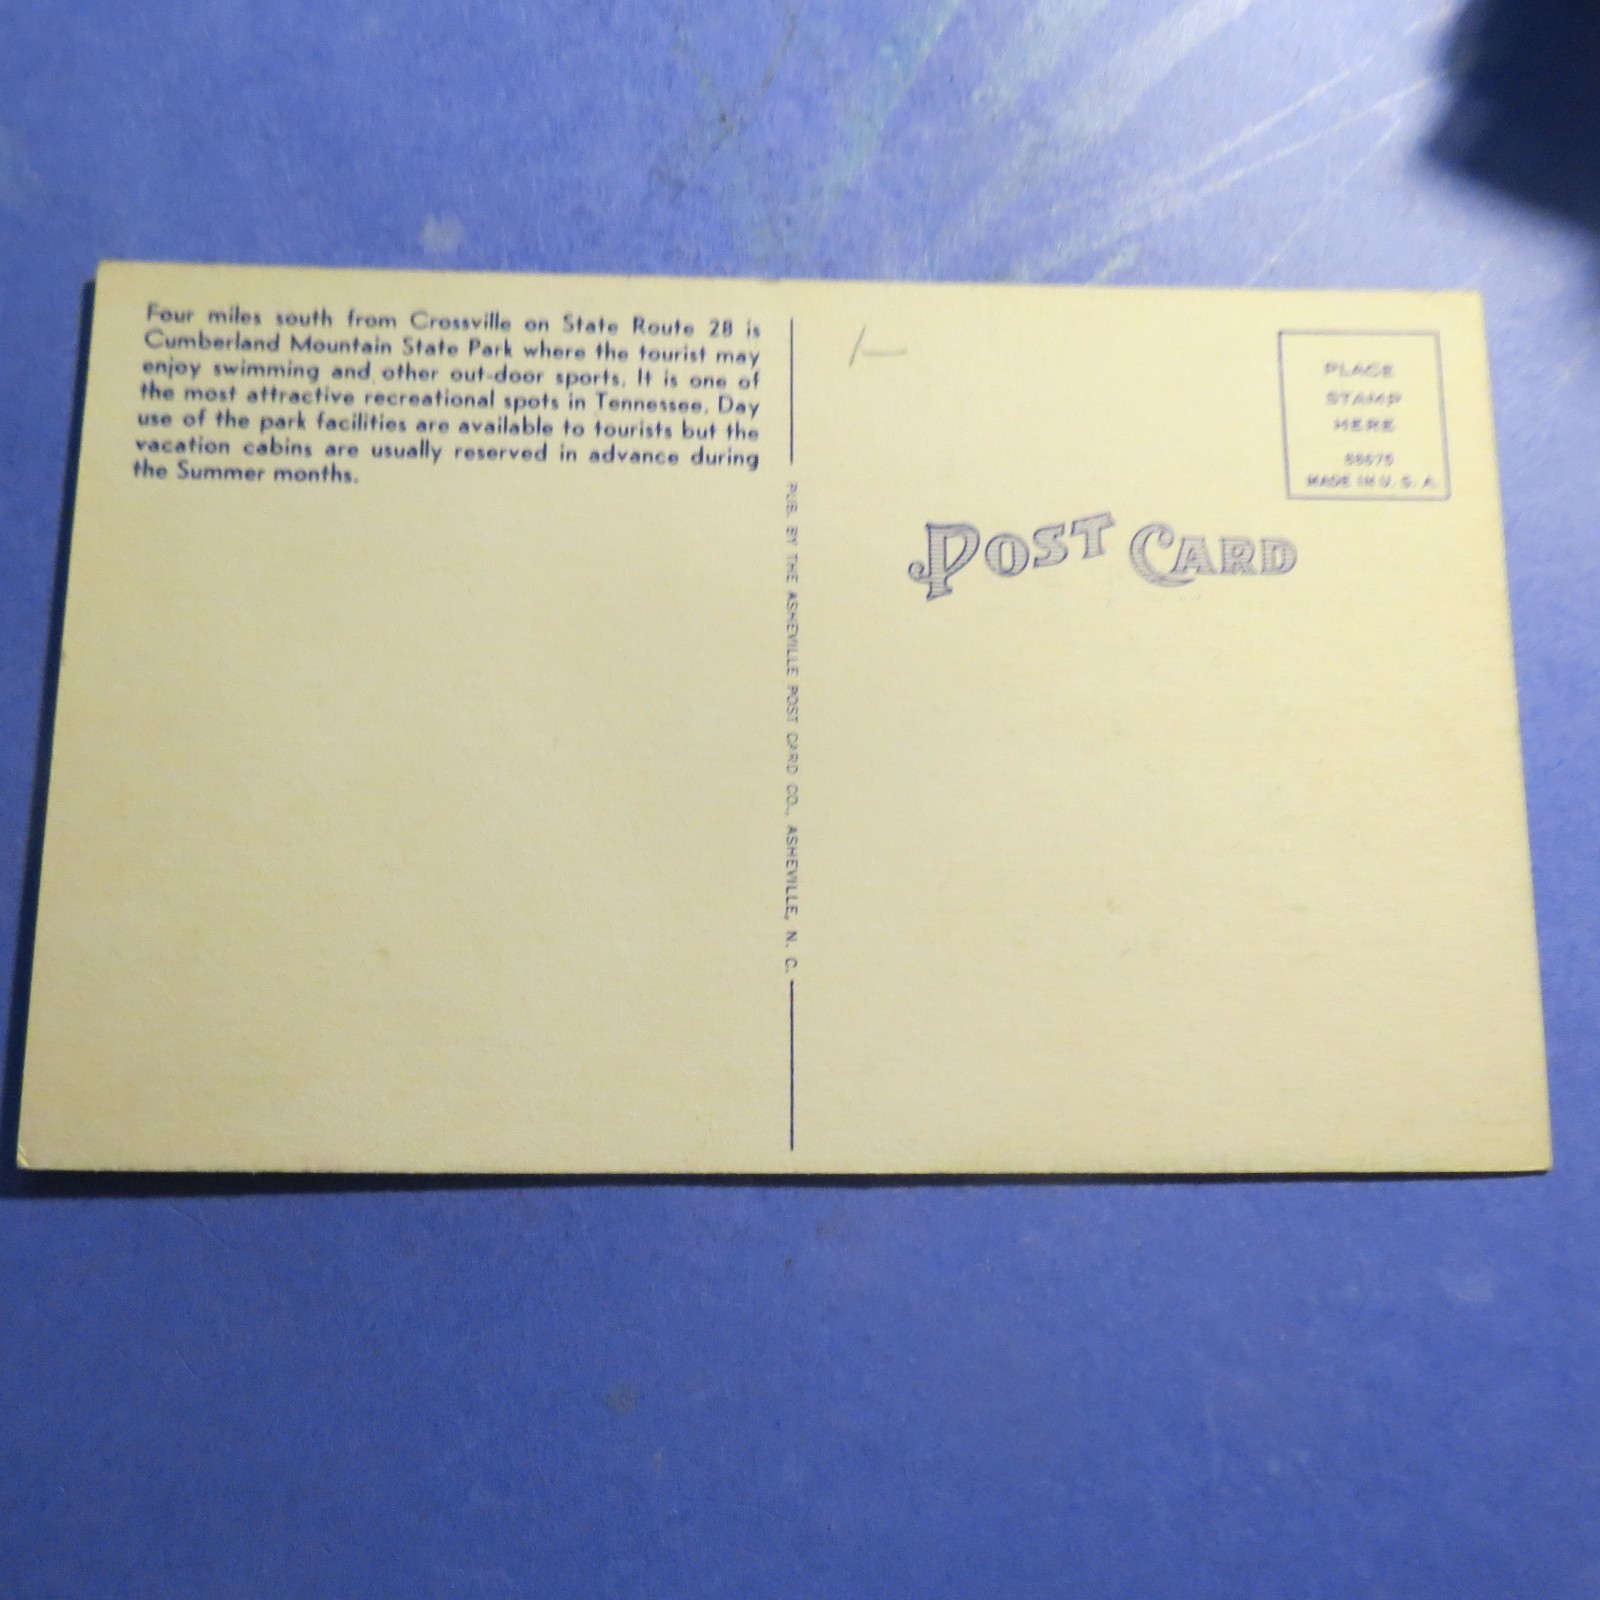 Four miles south from Crossville on State Route 28 is
Cumberland Mountain State Park where the tourist may
enjoy swimming and other out-door sports. It is one of
the most attractive recreational spots in Tennessee. Day
use of the park facilities are available to tourists but the
vacation cabins are usually reserved in advance during
the Summer months.
PUB. BY THE ASHEVILLE POST CARD CO., ASHEVILLE, N. C.
1—
PLACE
STAMP
HERE
MADE IN U. S. A.
POST CARD